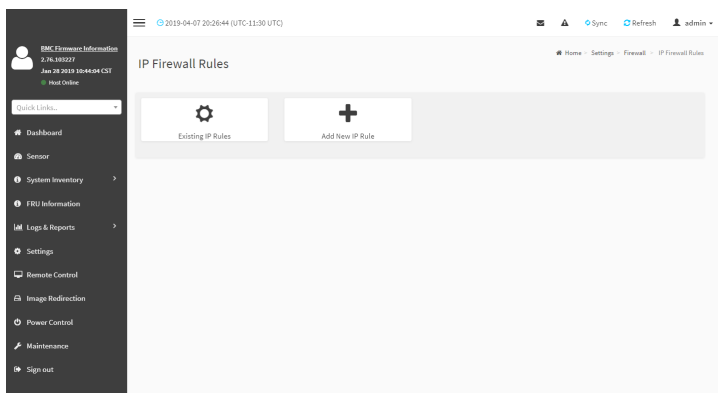 2019-04-07 20:26:44 (UTC-11:30 UTC)
Sync
Refresh
admin
BMC Firmware Information
2.76.103227
Jan 28 2019 10:44:04 CST
Host Online
Quick Links..
Dashboard
Sensor
System Inventory
FRU Information
Logs & Reports
Settings
Remote Control
Image Redirection
Power Control
Maintenance
Sign out
IP Firewall Rules
Home > Settings > Firewall > IP Firewall Rules
Existing IP Rules
Add New IP Rule